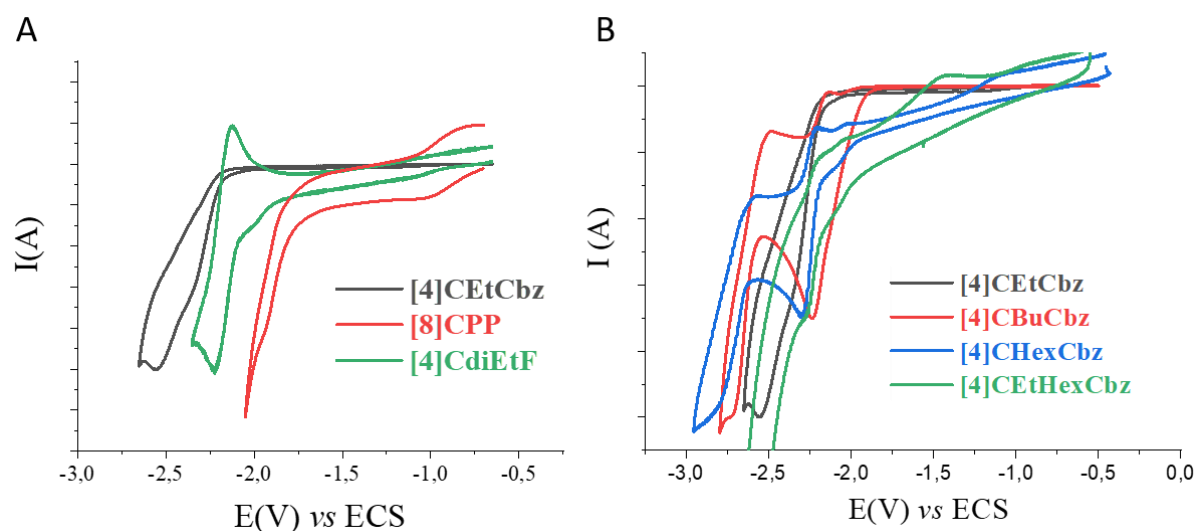 A
I(A)
[4]CEtCbz
[8]CPP
[4]CdiEtF
-3,0 -2,5 -2,0 -1,5 -1,0 -0,5
E(V) vs ECS
B
I (A)
[4]CEtCbz
[4]CBuCbz
[4]CHexCbz
[4]CEtHexCbz
-3,0 -2,5 -2,0 -1,5 -1,0 -0,5 0,0
E(V) vs ECS